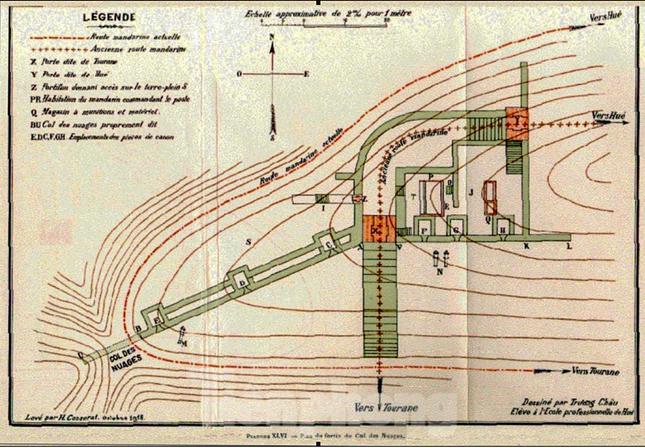 LÉGENDE
Route mandarine actuelle
Ancienne route mandarine
X Porte dite de Tourane
Y Porte dite de Hué
Z Portillon donnant accès sur le terre-plein S
PR Habitation du mandarin commandant le poste
Q Magasin à munitions et matériel.
BU Col des nuages proprement dit
E,D,C,F,G,H Emplacements des pièces de canon
Echelle approximative de 2m/m pour 1 mètre
N
O E
S
Vers Hué
Vers Hué
Route mandarine actuelle
Ancienne route mandarine
Y
Z
I
T
P
R
J
Q
X
S
C
D
A
V
F
G
H
K
L
N
B
E
M
U
COL DES
NUAGES
Vers Tourane
Vers Tourane
Levé par H. Cosserat. octobre 1918.
Dessiné par Trương Châu
Elève à l'Ecole professionnelle de Hué
PLANCHE XLVI — Plan du fortin du Col des Nuages.